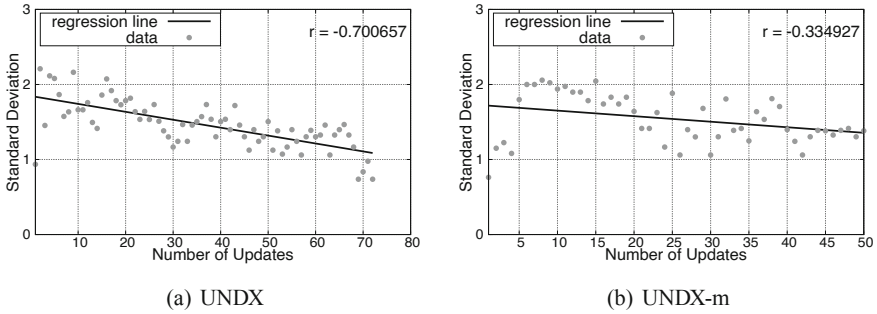 regression line
data
r = -0.700657
3
2
1
0
Standard Deviation
10 20 30 40 50 60 70 80
Number of Updates
(a) UNDX
regression line
data
r = -0.334927
3
2
1
0
Standard Deviation
5 10 15 20 25 30 35 40 45 50
Number of Updates
(b) UNDX-m